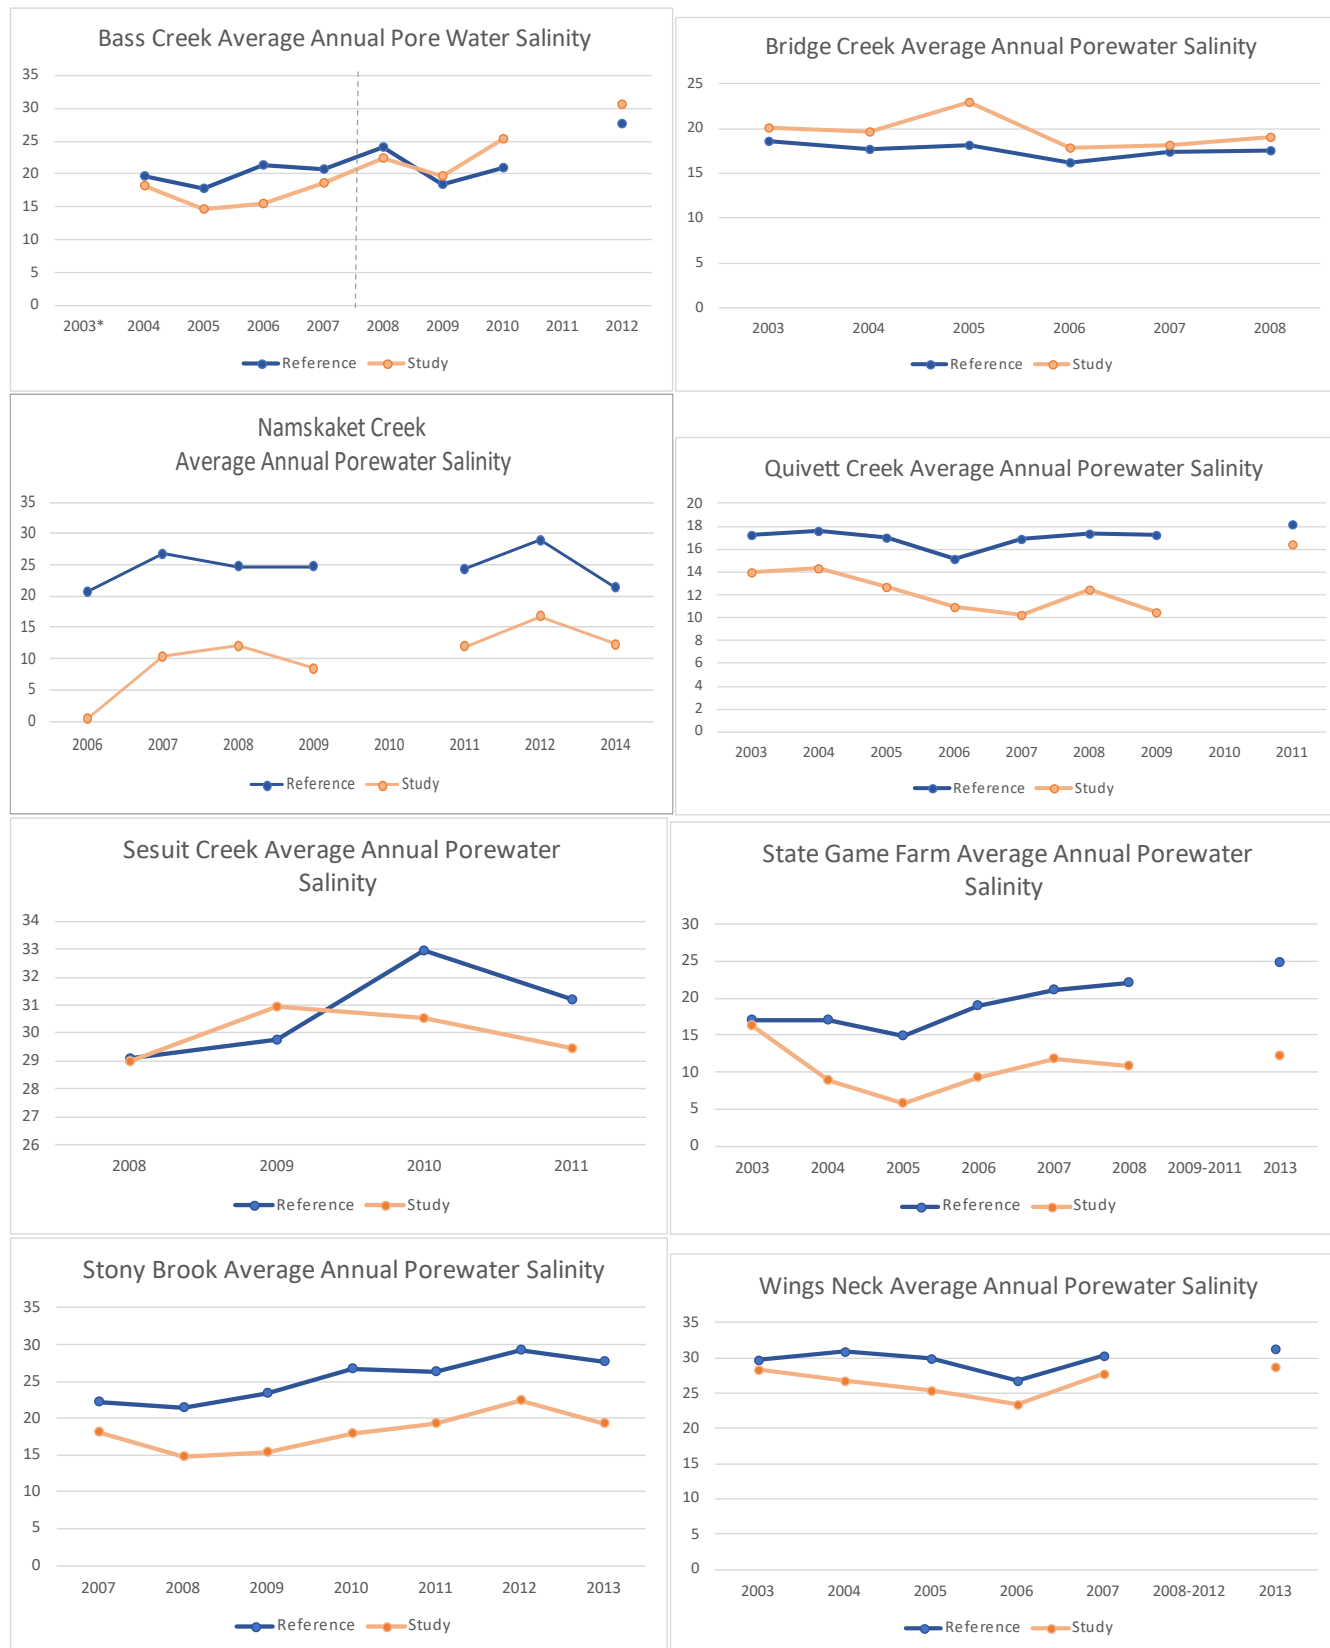 Bass Creek Average Annual Pore Water Salinity
35
30
25
20
15
10
5
0
2003* 2004 2005 2006 2007 2008 2009 2010 2011 2012
Reference Study
Bridge Creek Average Annual Porewater Salinity
25
20
15
10
5
0
2003 2004 2005 2006 2007 2008
Reference Study
Namskaket Creek
Average Annual Porewater Salinity
35
30
25
20
15
10
5
0
2006 2007 2008 2009 2010 2011 2012 2014
Reference Study
Quivett Creek Average Annual Porewater Salinity
20
18
16
14
12
10
8
6
4
2
0
2003 2004 2005 2006 2007 2008 2009 2010 2011
Reference Study
Sesuit Creek Average Annual Porewater
Salinity
34
33
32
31
30
29
28
27
26
2008 2009 2010 2011
Reference Study
State Game Farm Average Annual Porewater
Salinity
30
25
20
15
10
5
0
2003 2004 2005 2006 2007 2008 2009-2011 2013
Reference Study
Stony Brook Average Annual Porewater Salinity
35
30
25
20
15
10
5
0
2007 2008 2009 2010 2011 2012 2013
Reference Study
Wings Neck Average Annual Porewater Salinity
35
30
25
20
15
10
5
0
2003 2004 2005 2006 2007 2008-2012 2013
Reference Study